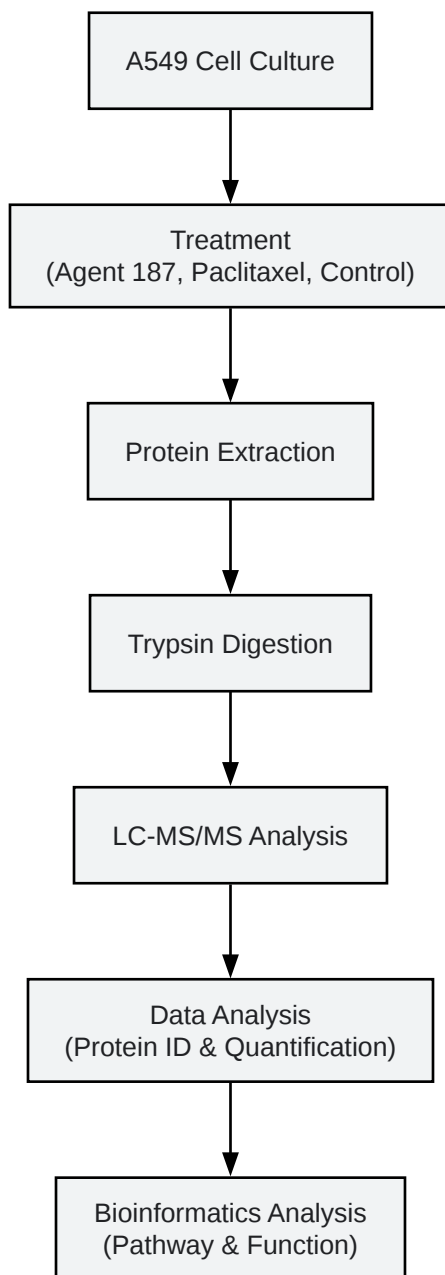 A549 Cell Culture
Treatment
(Agent 187, Paclitaxel, Control)
Protein Extraction
Trypsin Digestion
LC-MS/MS Analysis
Data Analysis
(Protein ID & Quantification)
Bioinformatics Analysis
(Pathway & Function)